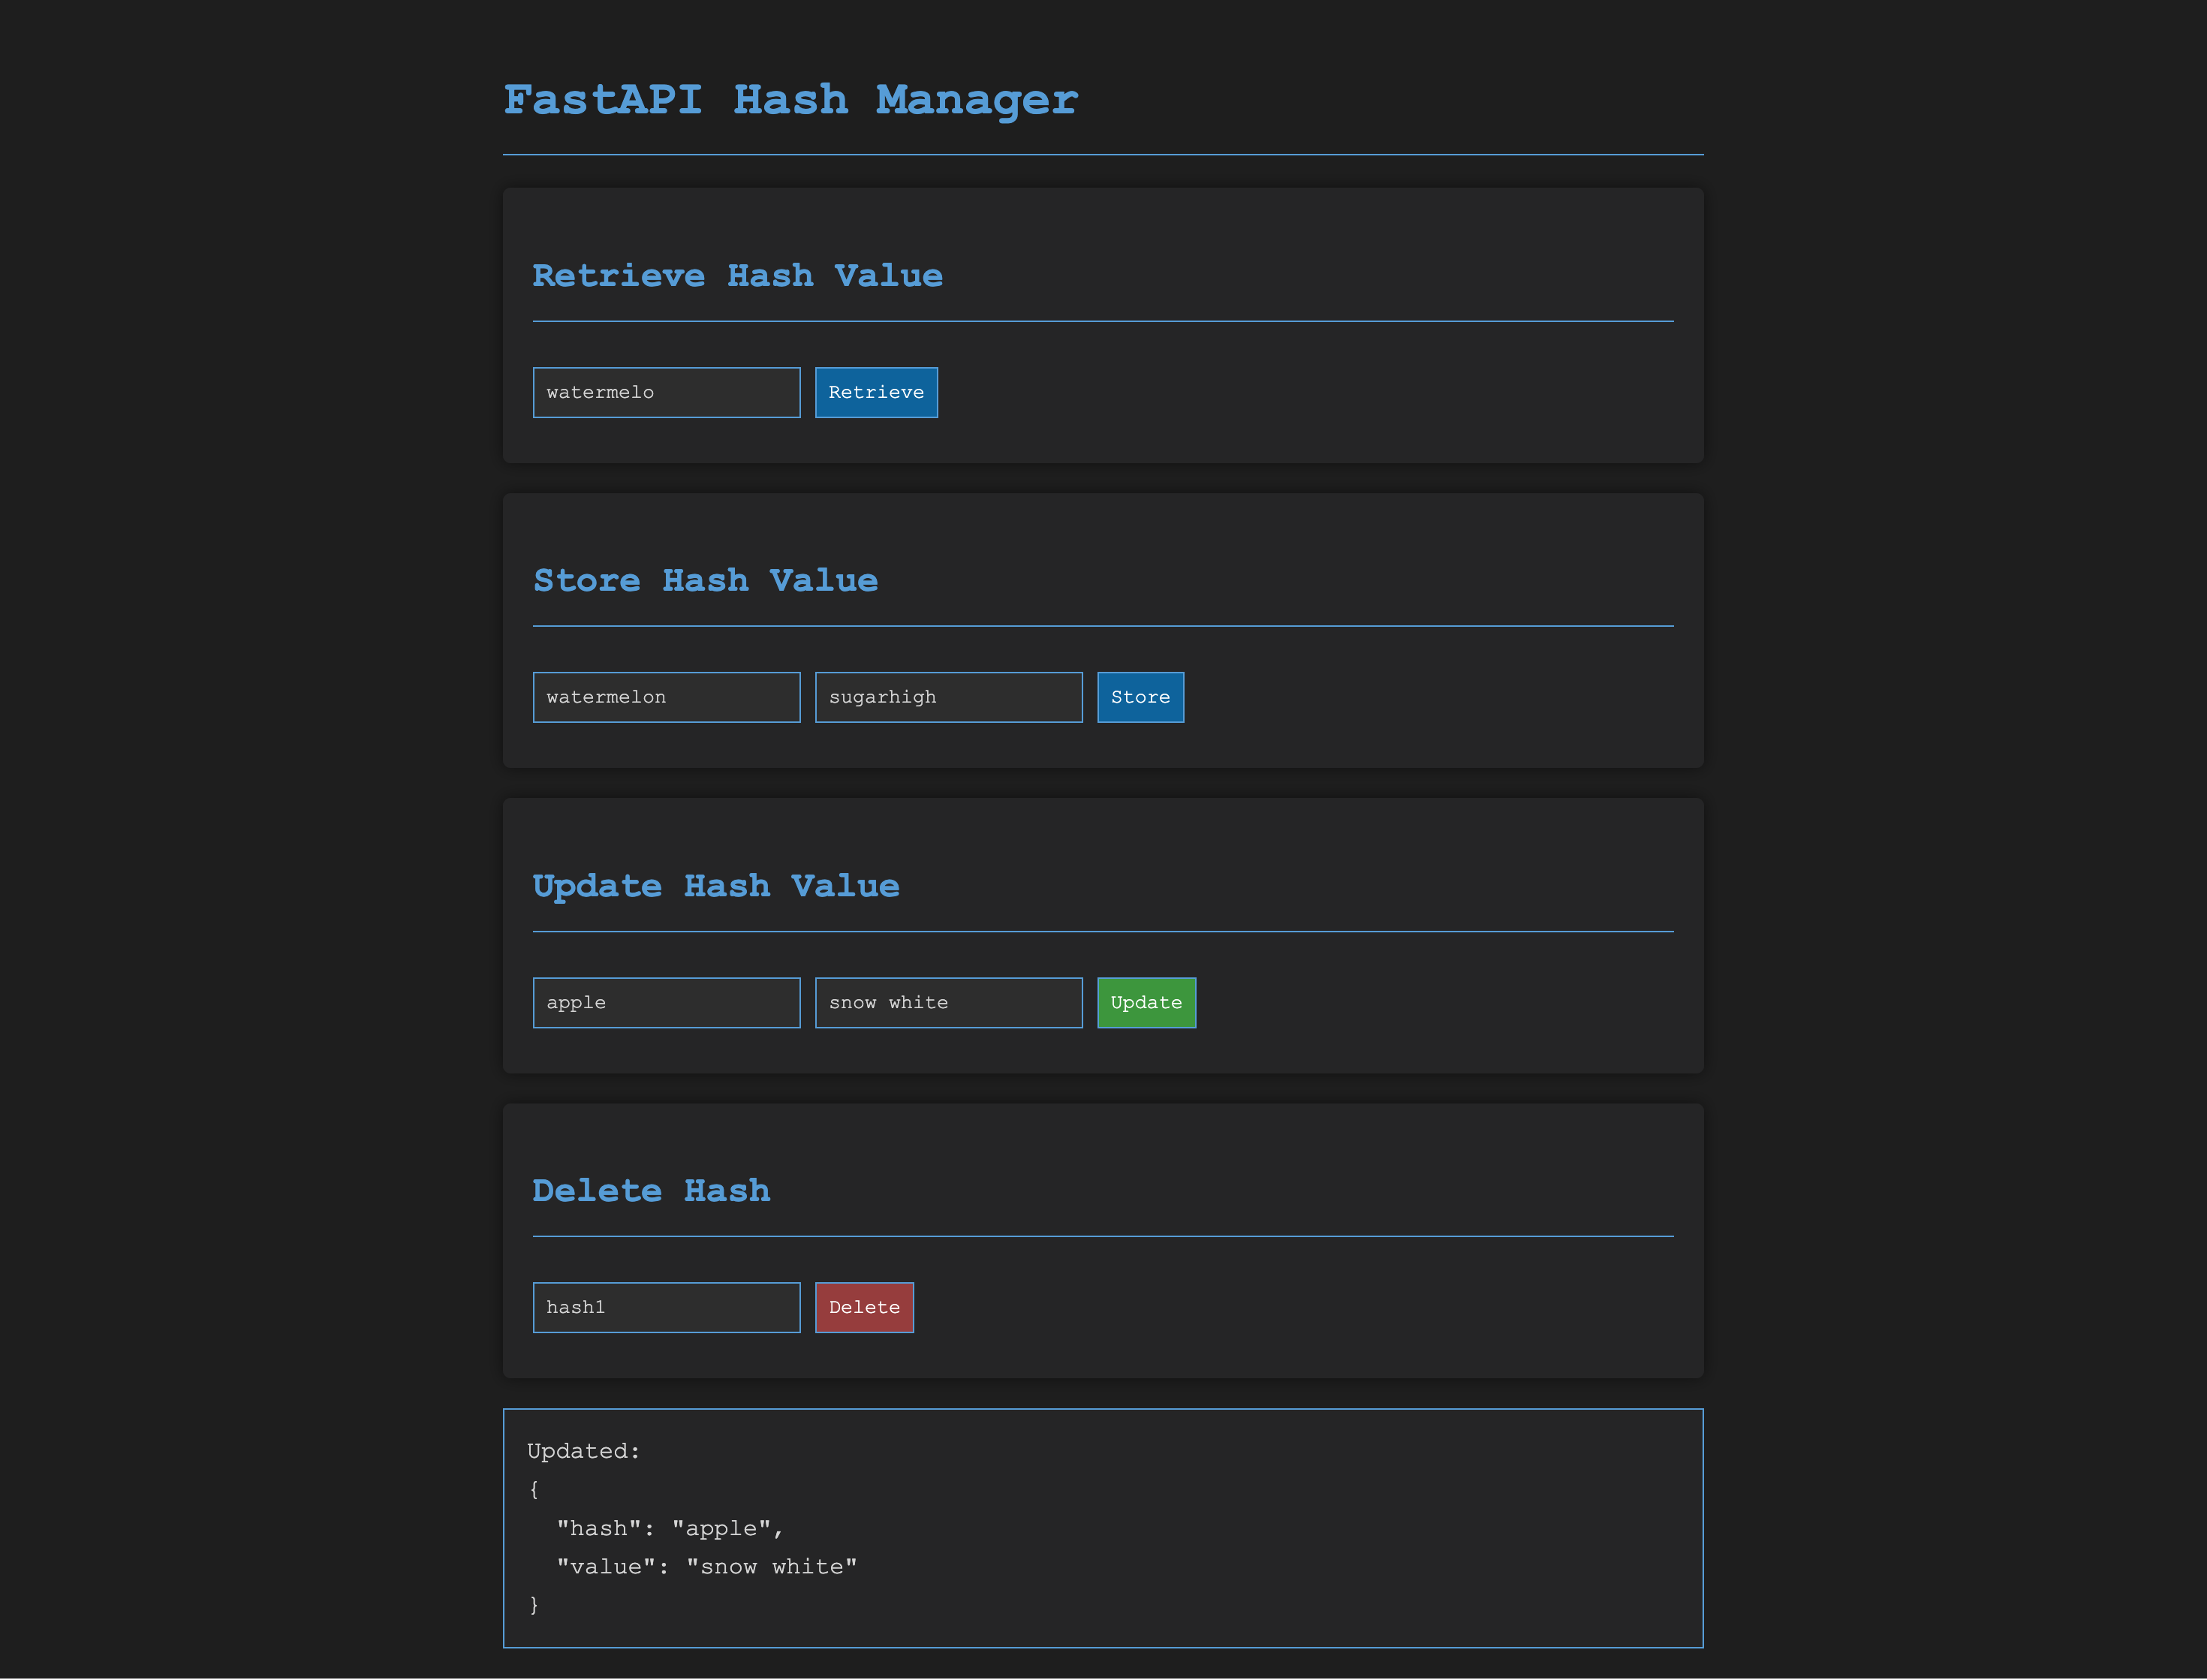 FastAPI Hash Manager
Retrieve Hash Value
watermelo Retrieve
Store Hash Value
watermelon sugarhigh Store
Update Hash Value
apple snow white Update
Delete Hash
hash1 Delete
Updated:
{
  "hash": "apple",
  "value": "snow white"
}